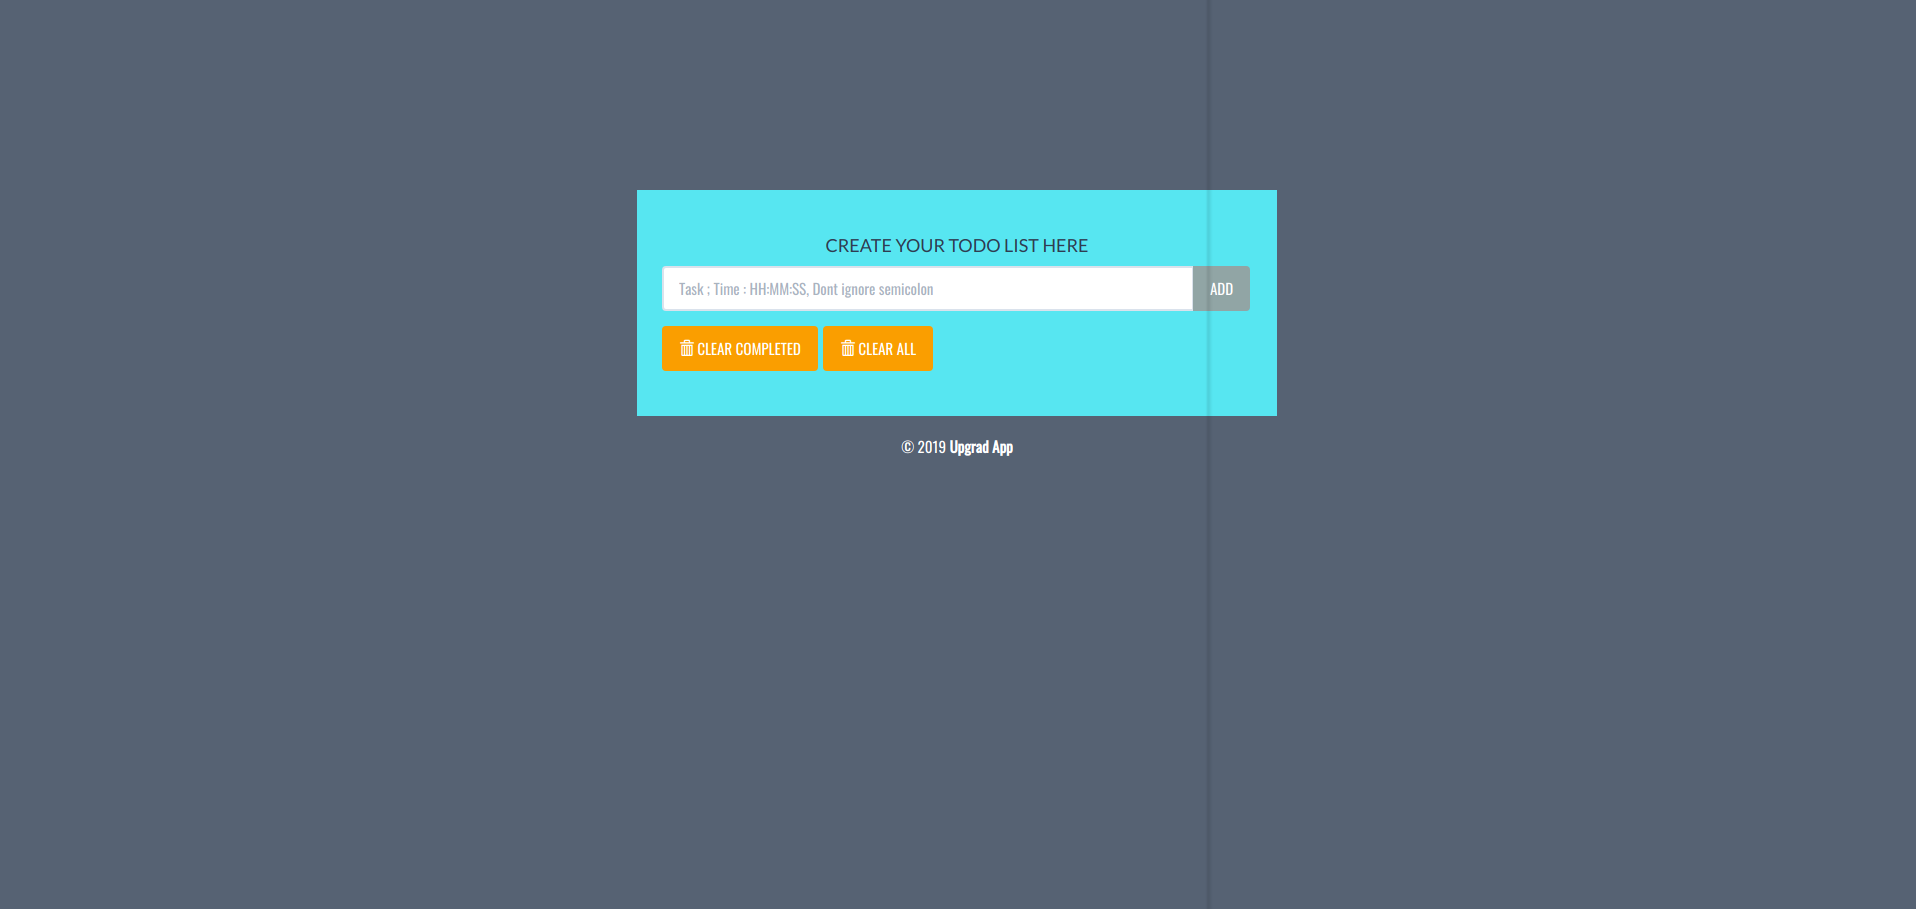 CREATE YOUR TODO LIST HERE
Task ; Time : HH:MM:SS, Dont ignore semicolon
ADD
CLEAR COMPLETED
CLEAR ALL
© 2019 Upgrad App